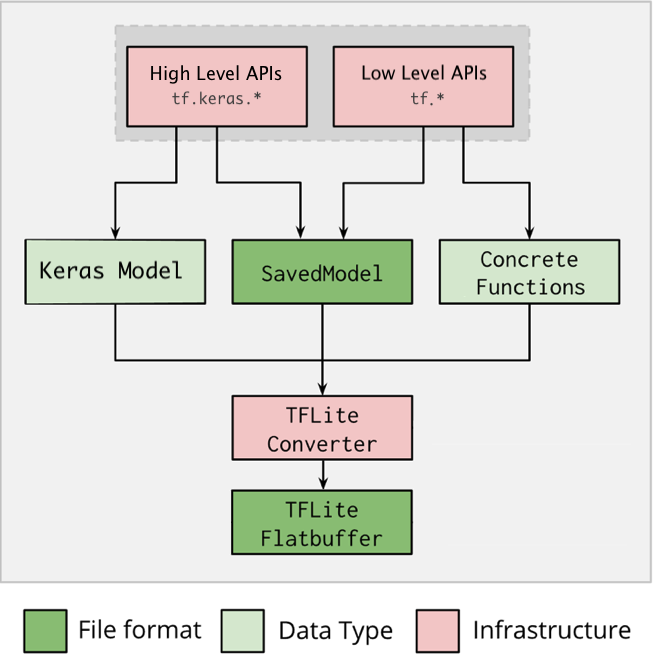 High Level APIs
tf.keras.*
Low Level APIs
tf.*
Keras Model
SavedModel
Concrete
Functions
TFLite
Converter
TFLite
Flatbuffer
File format
Data Type
Infrastructure